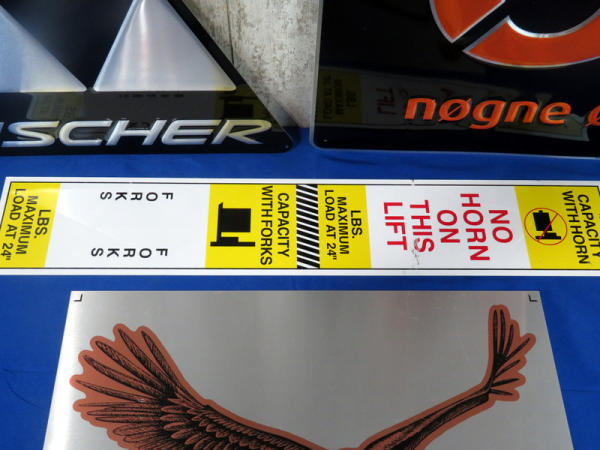 SCHER
nøgne ø
CAPACITY
WITH HORN
NO
HORN
ON
THIS
LIFT
LBS.
MAXIMUM
LOAD AT 24"
CAPACITY
WITH FORKS
FORKS
FORKS
LBS.
MAXIMUM
LOAD AT 24"